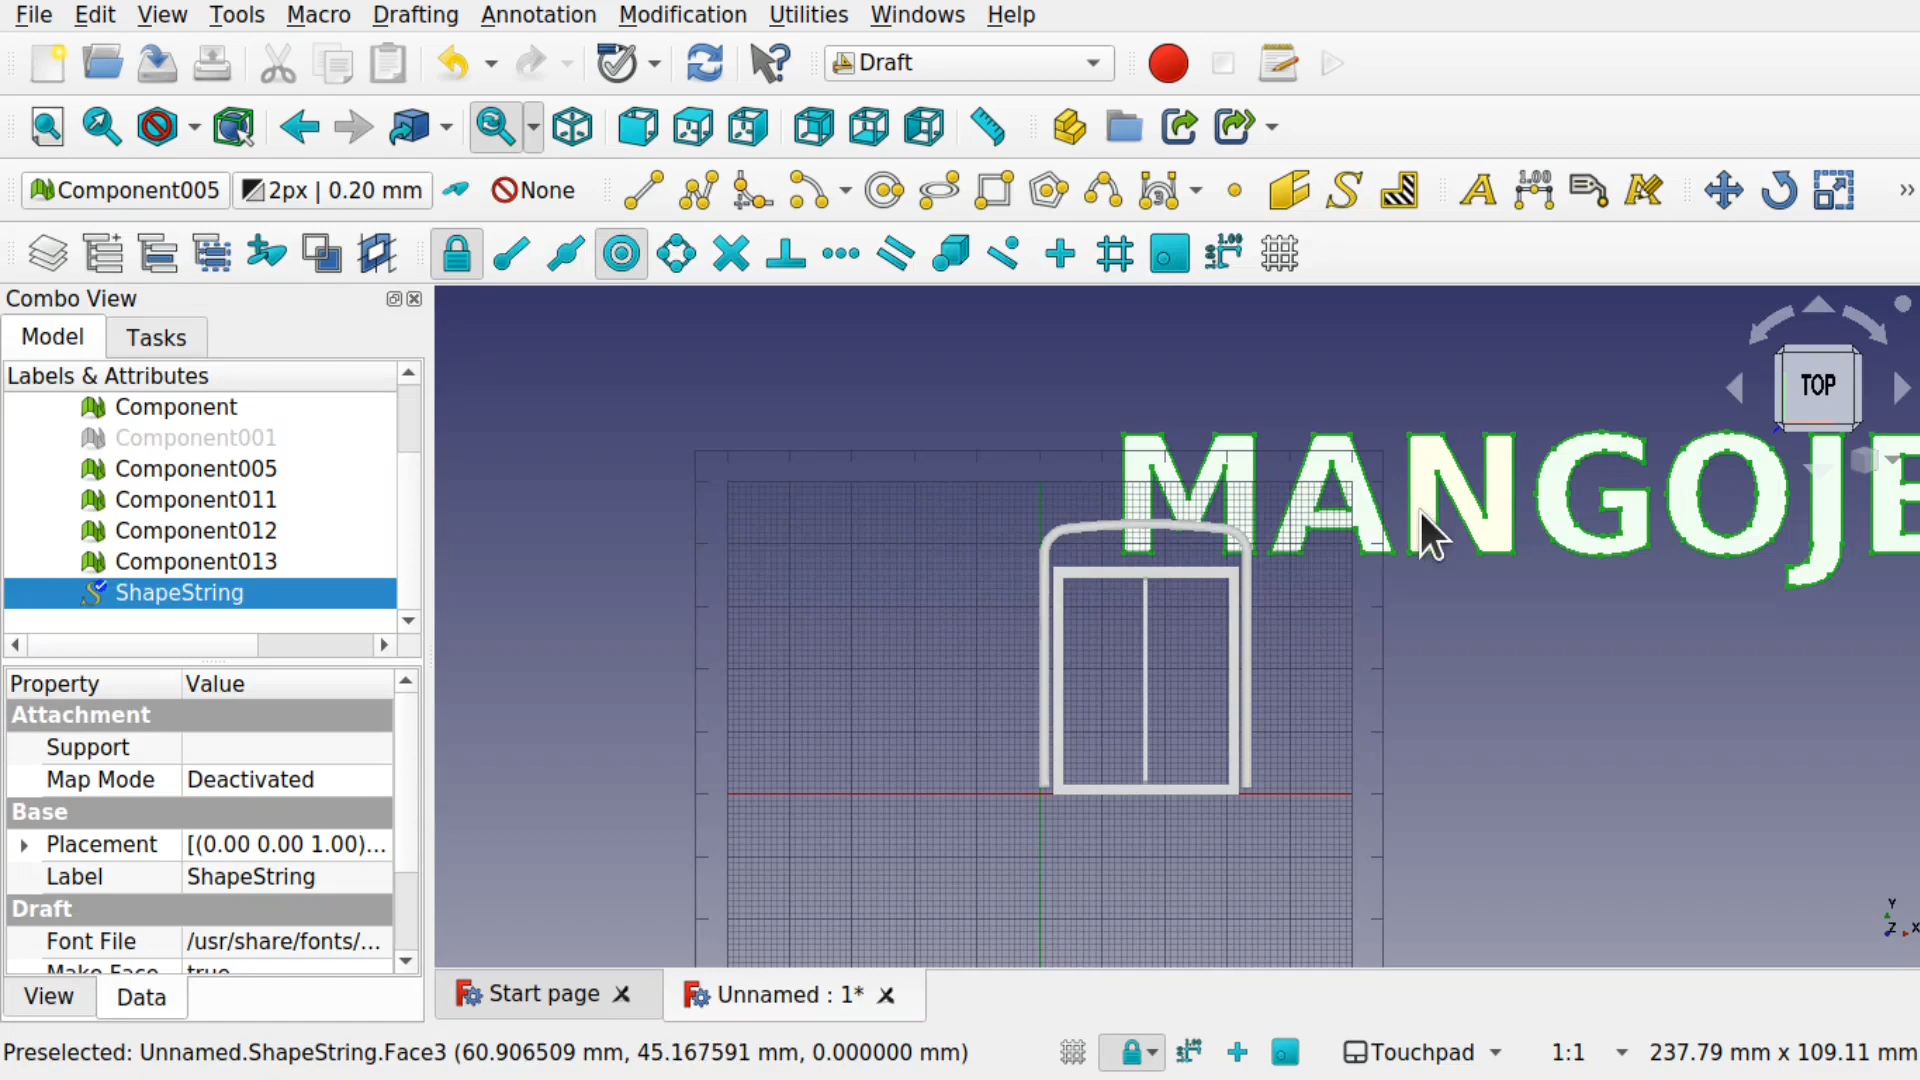 File Edit View Tools Macro Drafting Annotation Modification Utilities Windows Help
Draft
Component005 2px | 0.20 mm None
Combo View
Model Tasks
Labels & Attributes
Component
Component001
Component005
Component011
Component012
Component013
ShapeString
Property Value
Attachment
Support
Map Mode Deactivated
Base
Placement [(0.00 0.00 1.00)...
Label ShapeString
Draft
Font File /usr/share/fonts/...
Make Face true
View Data
TOP
MANGOJE
Y
Z X
Start page
Unnamed : 1*
Preselected: Unnamed.ShapeString.Face3 (60.906509 mm, 45.167591 mm, 0.000000 mm) Touchpad 1:1 237.79 mm x 109.11 mm